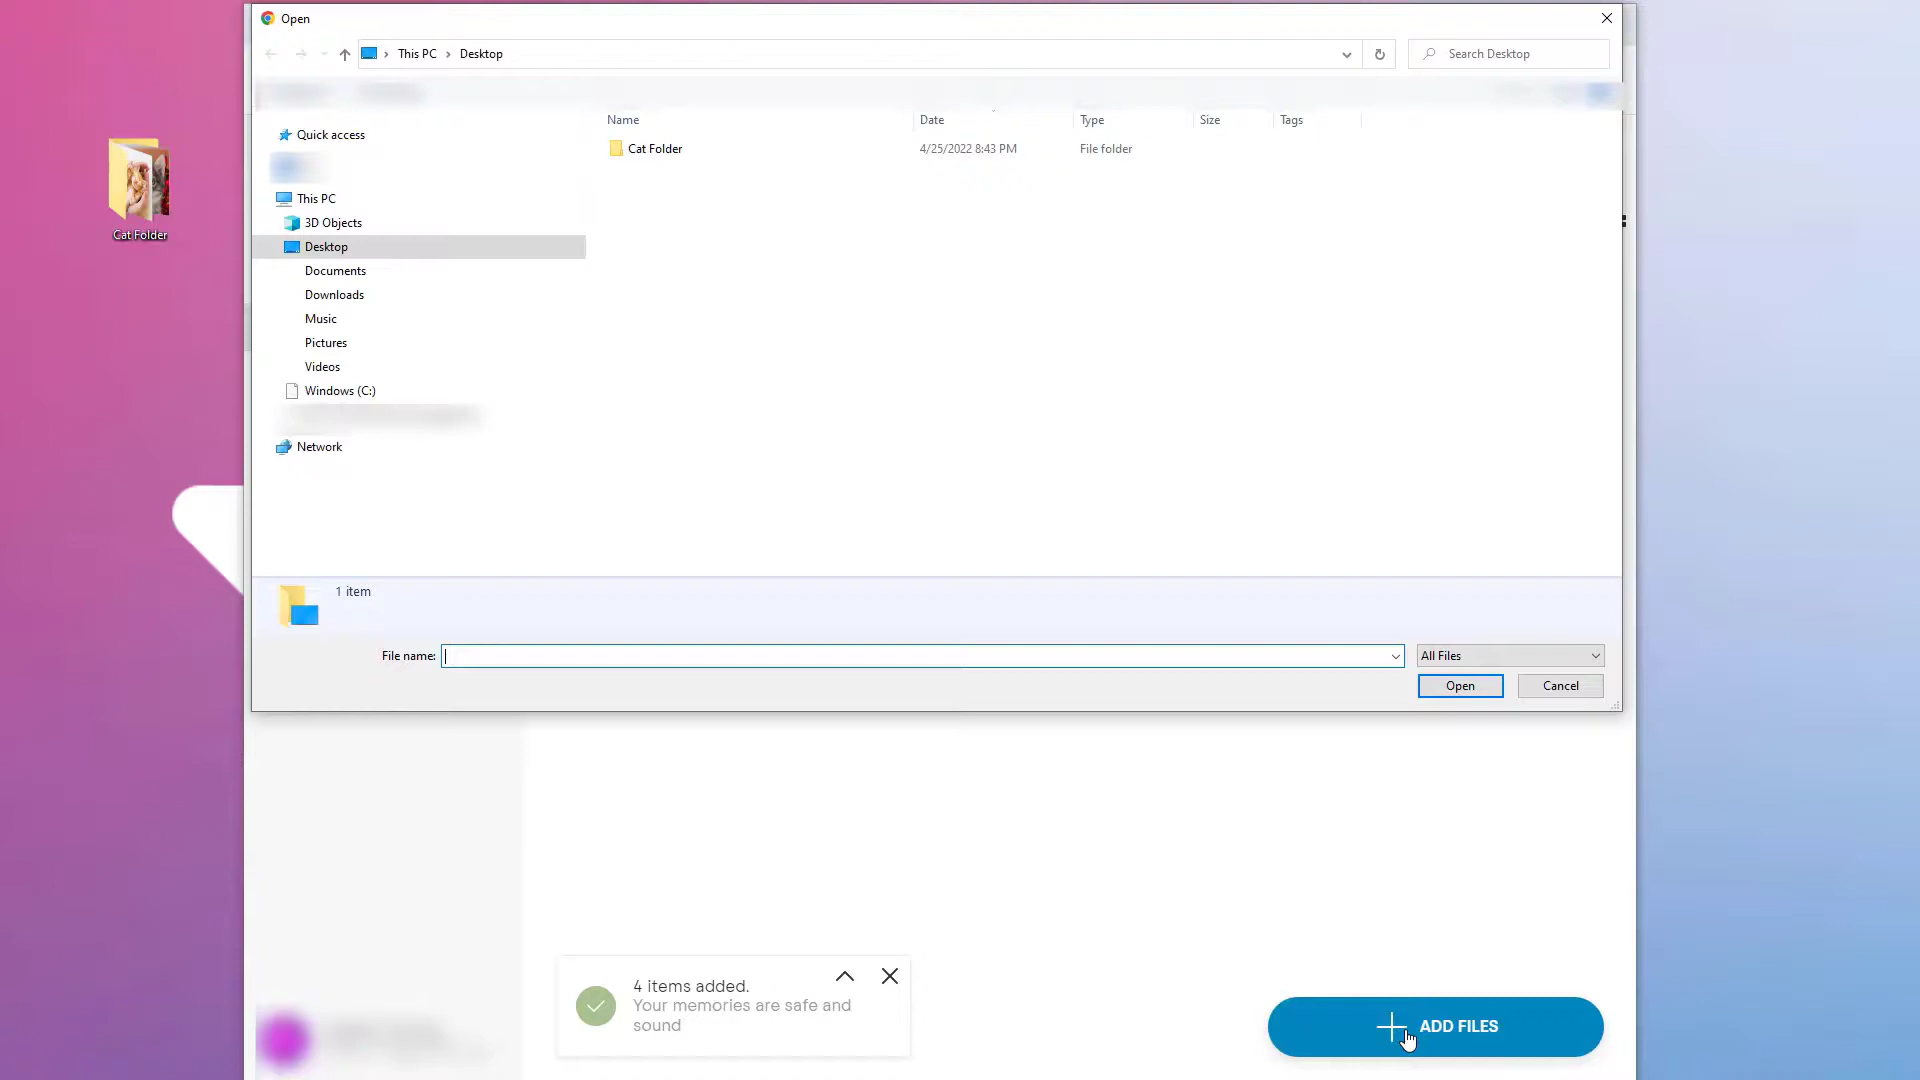 Open
This PC
Desktop
Search Desktop
Name
Date
Type
Size
Tags
Quick access
Cat Folder
4/25/2022 8:43 PM
File folder
This PC
3D Objects
Desktop
Documents
Downloads
Music
Pictures
Videos
Windows (C:)
Network
Cat Folder
1 item
File name:
All Files
Open
Cancel
4 items added.
Your memories are safe and
sound
ADD FILES